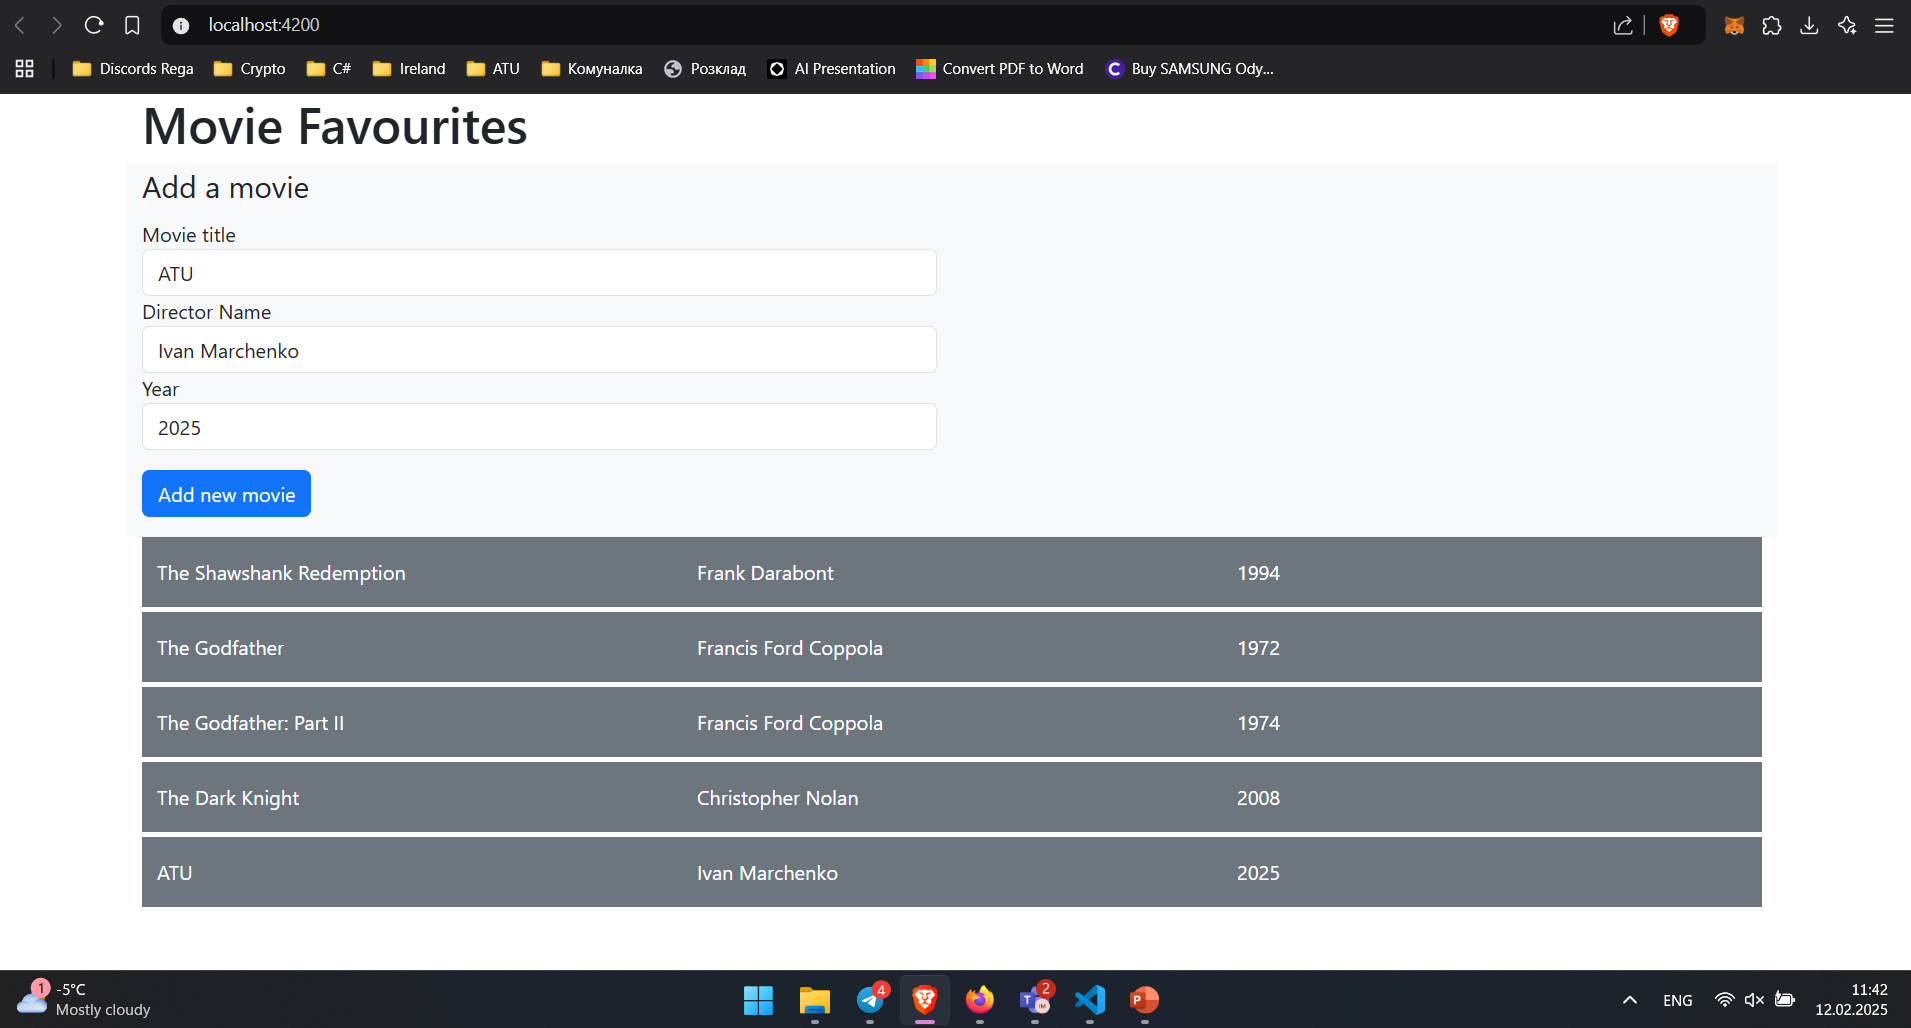 localhost:4200
Discords Rega Crypto C# Ireland ATU Комуналка Розклад AI Presentation Convert PDF to Word Buy SAMSUNG Ody...
Movie Favourites
Add a movie
Movie title
ATU
Director Name
Ivan Marchenko
Year
2025
Add new movie
The Shawshank Redemption Frank Darabont 1994
The Godfather Francis Ford Coppola 1972
The Godfather: Part II Francis Ford Coppola 1974
The Dark Knight Christopher Nolan 2008
ATU Ivan Marchenko 2025
1 -5°C
Mostly cloudy
4
2
ENG
11:42
12.02.2025